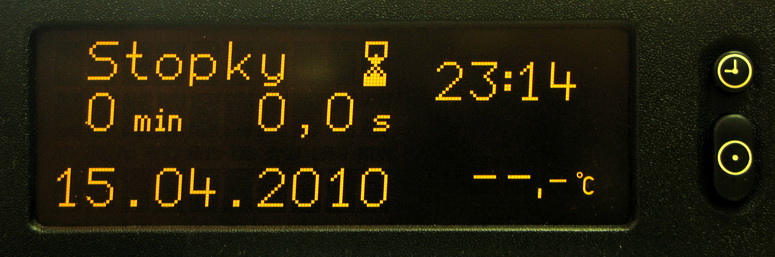 Stopky
23:14
0 min 0,0 s
15.04.2010
--,-°C